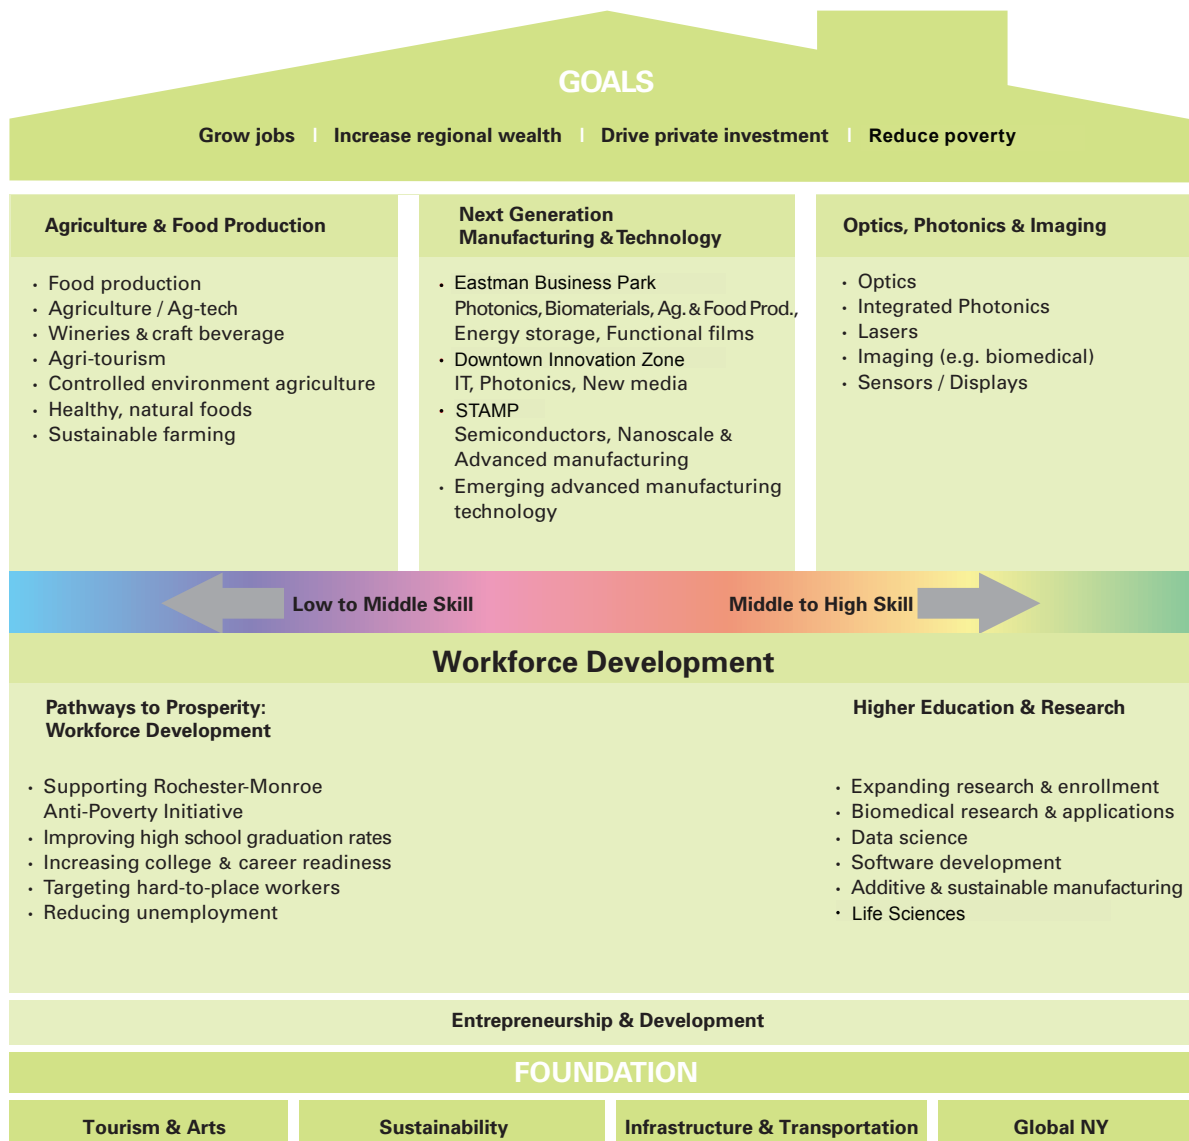 GOALS
Grow jobs | Increase regional wealth | Drive private investment | Reduce poverty
Agriculture & Food Production
• Food production
• Agriculture / Ag-tech
• Wineries & craft beverage
• Agri-tourism
• Controlled environment agriculture
• Healthy, natural foods
• Sustainable farming
Next Generation
Manufacturing & Technology
• Eastman Business Park
Photonics, Biomaterials, Ag. & Food Prod.,
Energy storage, Functional films
• Downtown Innovation Zone
IT, Photonics, New media
• STAMP
Semiconductors, Nanoscale &
Advanced manufacturing
• Emerging advanced manufacturing
technology
Optics, Photonics & Imaging
• Optics
• Integrated Photonics
• Lasers
• Imaging (e.g. biomedical)
• Sensors / Displays
Low to Middle Skill
Middle to High Skill
Workforce Development
Pathways to Prosperity:
Workforce Development
• Supporting Rochester-Monroe
Anti-Poverty Initiative
• Improving high school graduation rates
• Increasing college & career readiness
• Targeting hard-to-place workers
• Reducing unemployment
Higher Education & Research
• Expanding research & enrollment
• Biomedical research & applications
• Data science
• Software development
• Additive & sustainable manufacturing
• Life Sciences
Entrepreneurship & Development
FOUNDATION
Tourism & Arts
Sustainability
Infrastructure & Transportation
Global NY